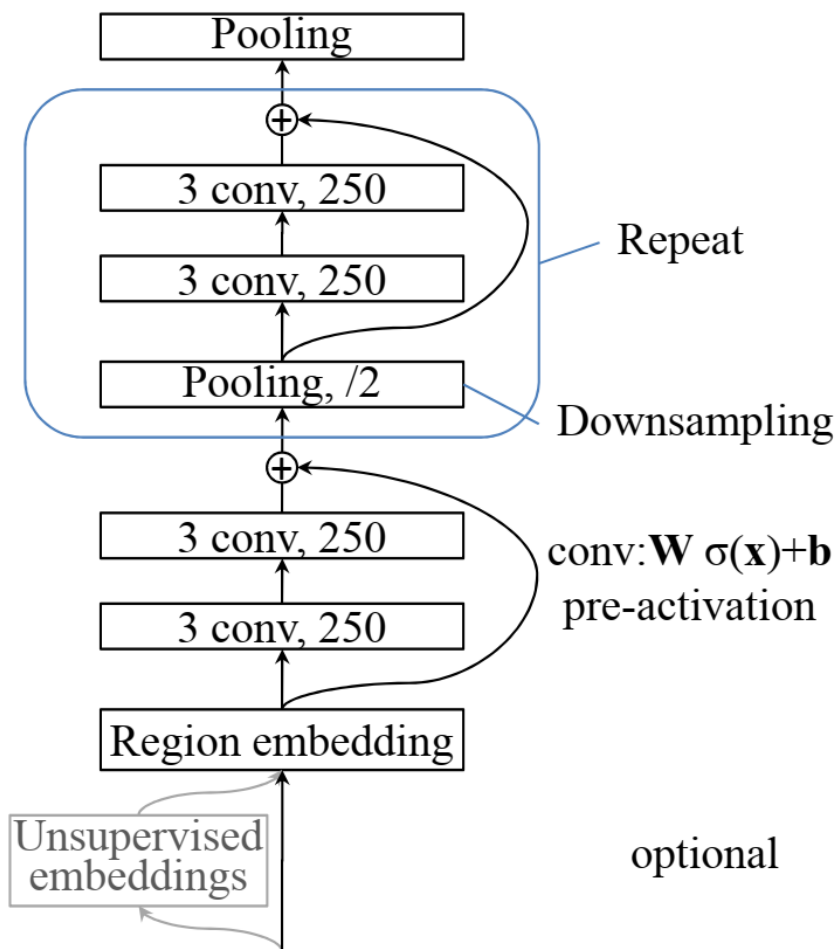 Pooling
3 conv, 250
3 conv, 250
Repeat
Pooling, /2
Downsampling
3 conv, 250
conv:W σ(x)+b
3 conv, 250
pre-activation
Region embedding
Unsupervised
embeddings
optional